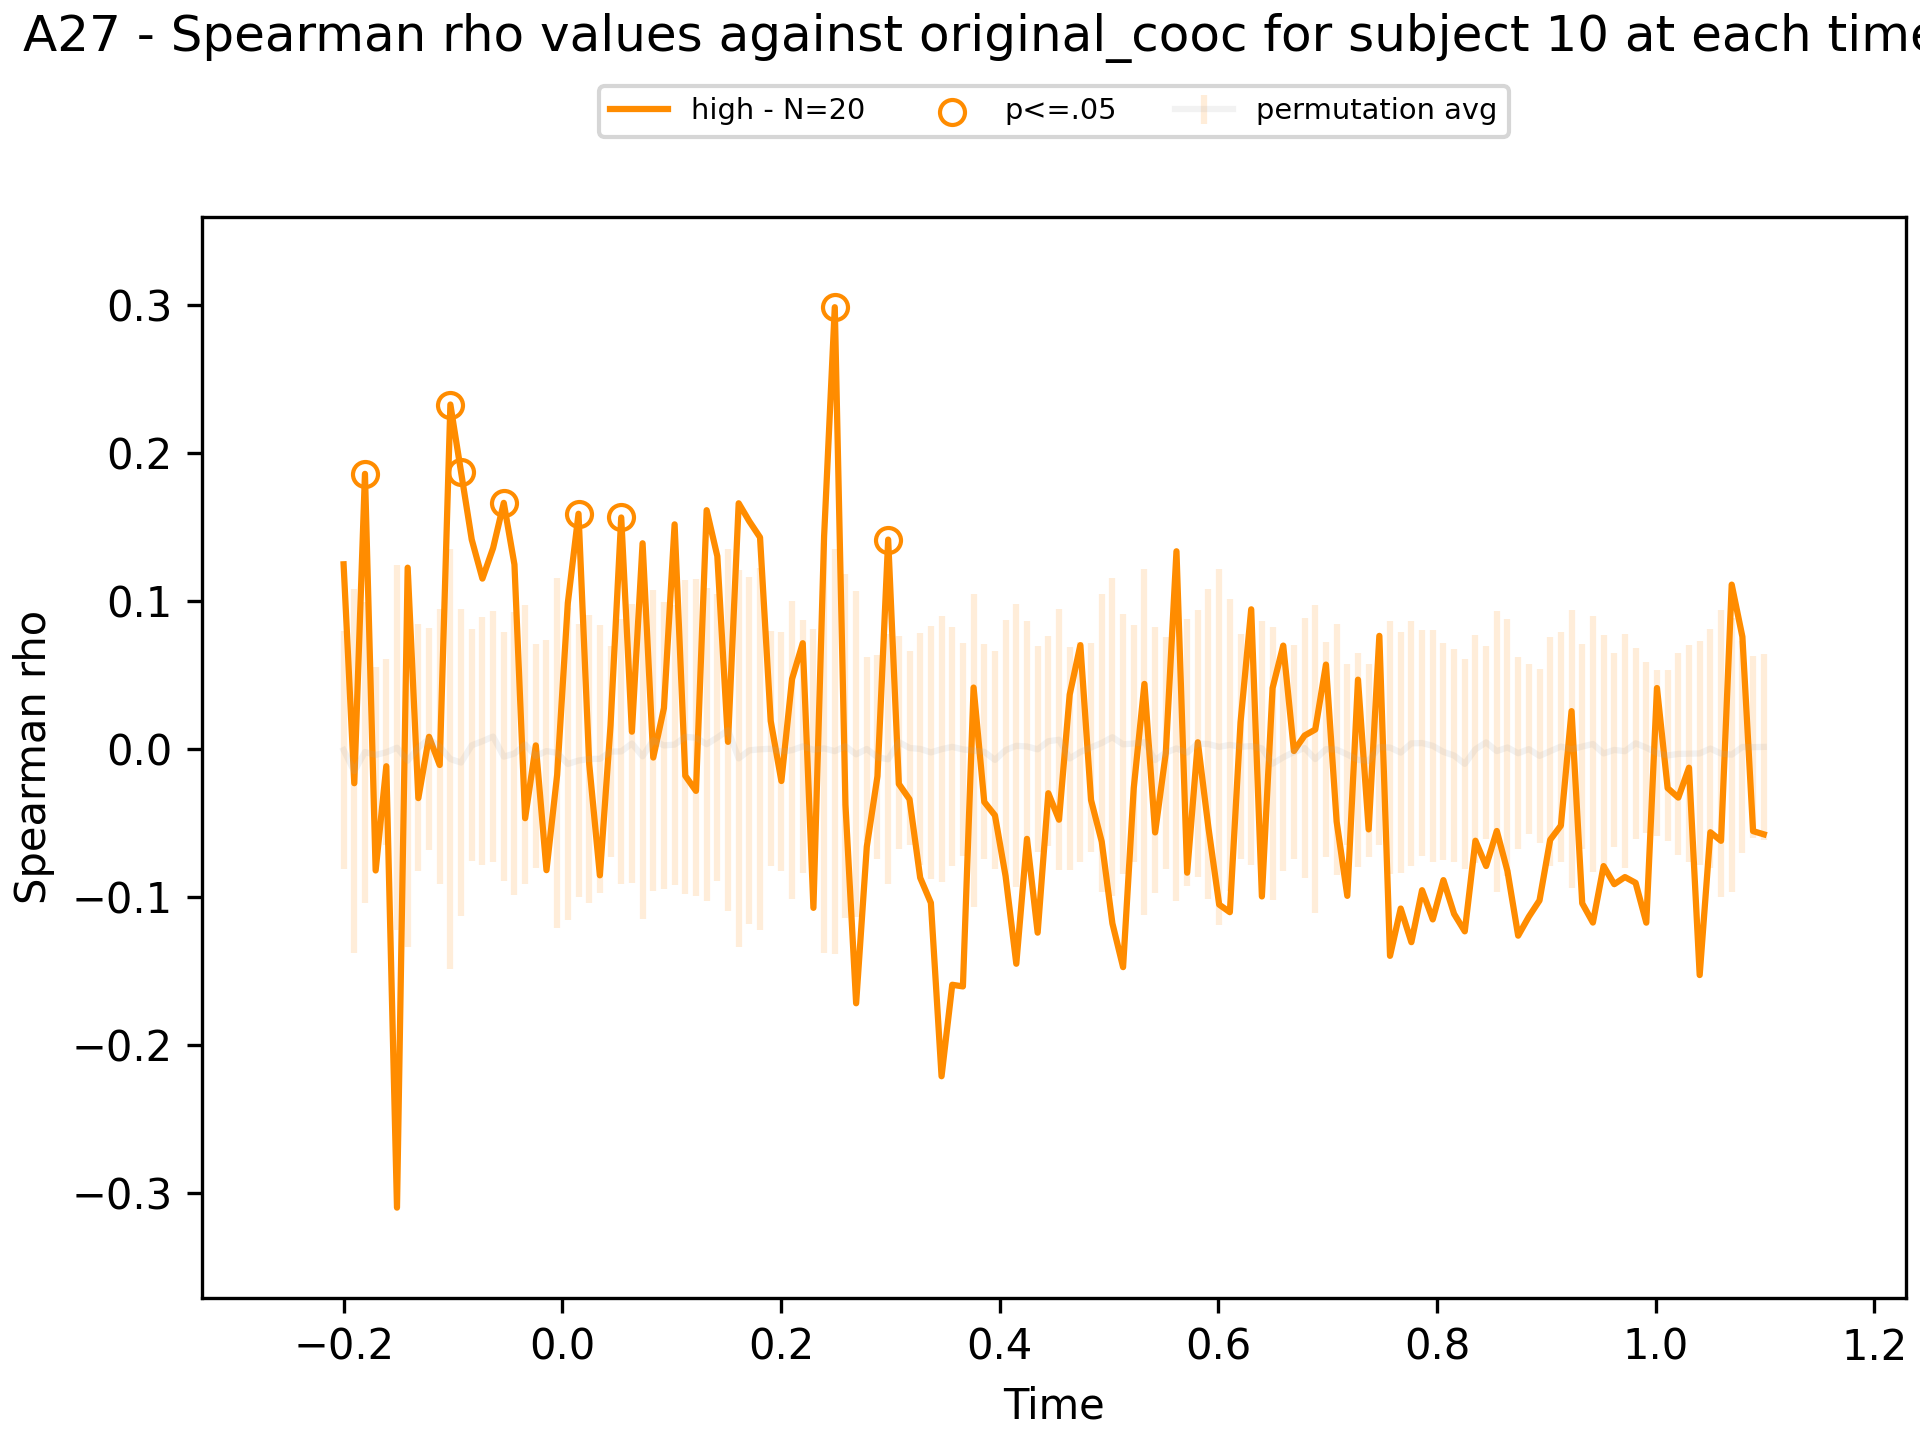 A27 - Spearman rho values against original_cooc for subject 10 at each time
high - N=20 p<=.05 permutation avg
Spearman rho
0.3
0.2
0.1
0.0
−0.1
−0.2
−0.3
−0.2 0.0 0.2 0.4 0.6 0.8 1.0 1.2
Time